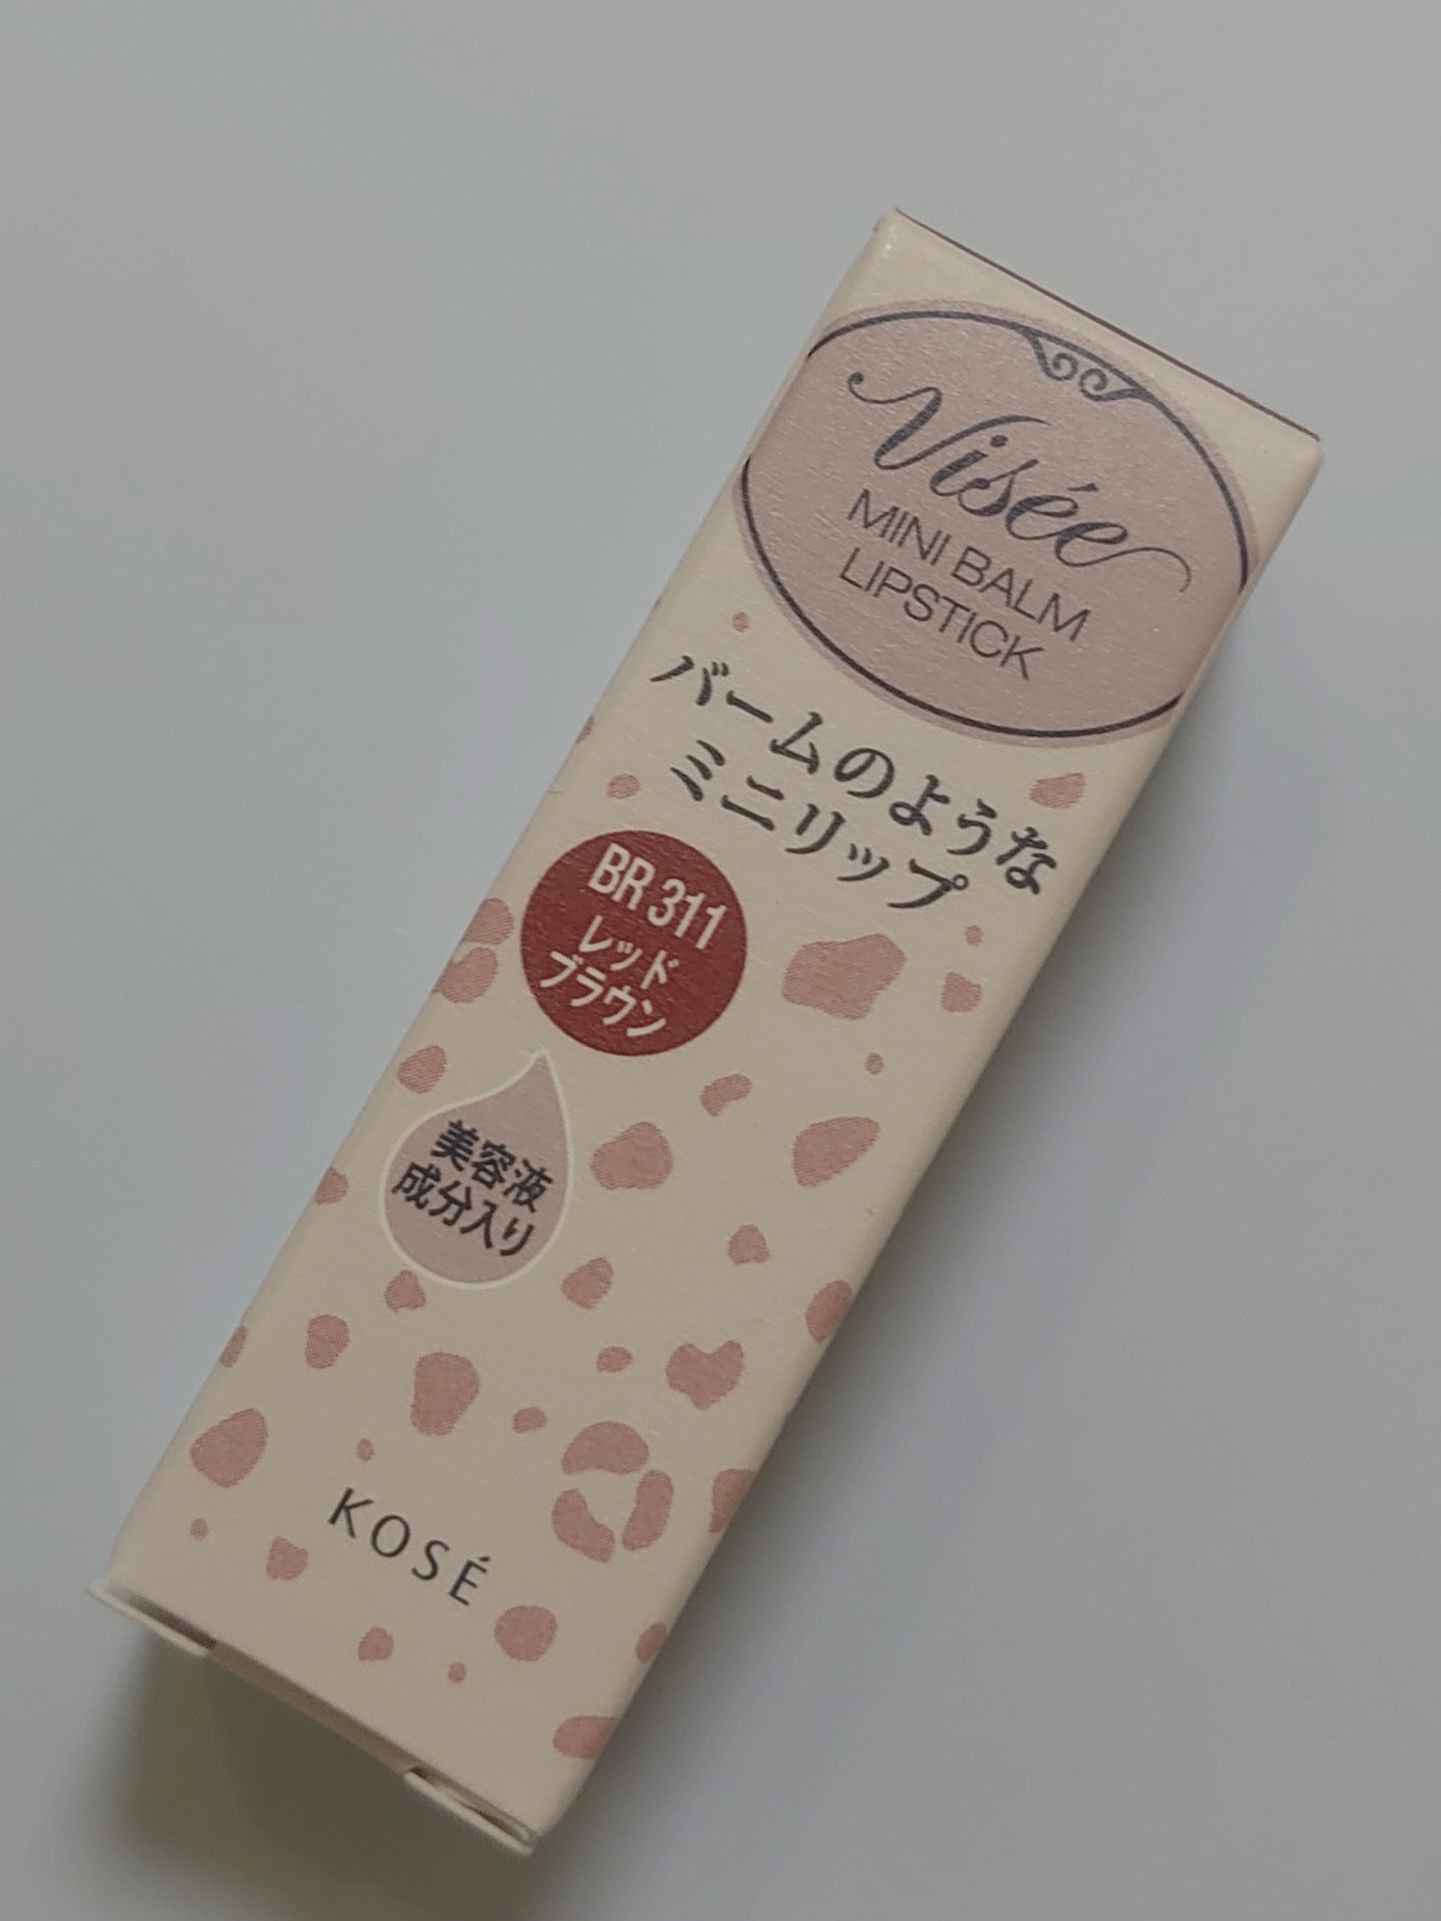 Visée
MINI BALM
LIPSTICK
バームのような
ミニリップ
BR 311
レッド
ブラウン
美容液
成分入り
KOSÉ